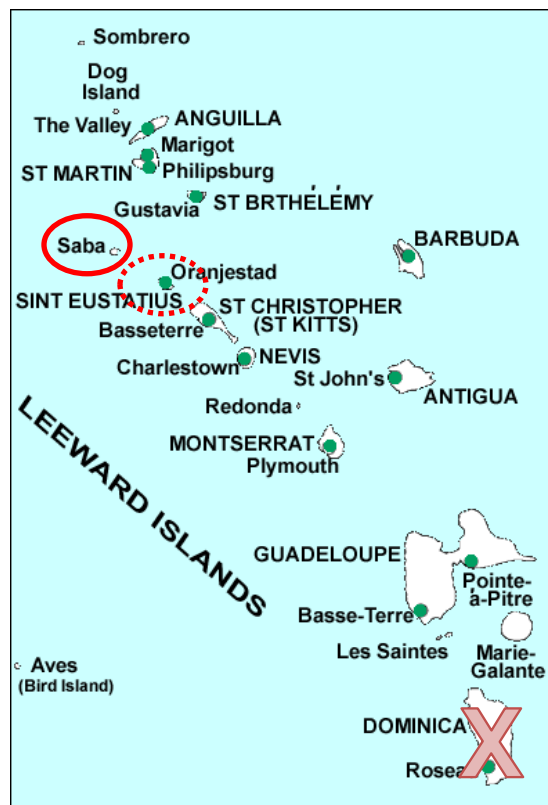 Sombrero
Dog
Island
The Valley
ANGUILLA
Marigot
ST MARTIN
Philipsburg
Gustavia
ST BRTHÉLÉMY
Saba
BARBUDA
Oranjestad
SINT EUSTATIUS
ST CHRISTOPHER
(ST KITTS)
Basseterre
Charlestown
NEVIS
St John's
ANTIGUA
Redonda
MONTSERRAT
Plymouth
LEEWARD ISLANDS
GUADELOUPE
Pointe-
à-Pitre
Basse-Terre
Les Saintes
Marie-
Galante
Aves
(Bird Island)
DOMINICA
X
Rosea